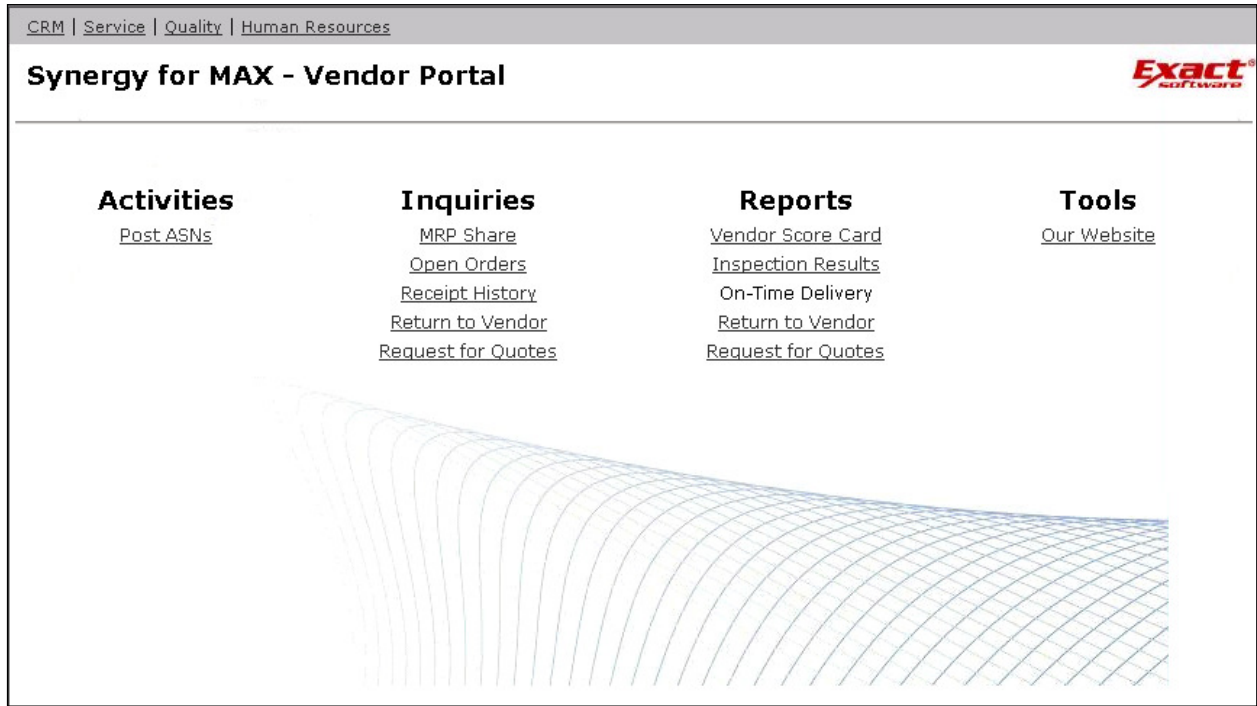 CRM | Service | Quality | Human Resources
Synergy for MAX - Vendor Portal
Exact®
software
Activities
Post ASNs
Inquiries
MRP Share
Open Orders
Receipt History
Return to Vendor
Request for Quotes
Reports
Vendor Score Card
Inspection Results
On-Time Delivery
Return to Vendor
Request for Quotes
Tools
Our Website